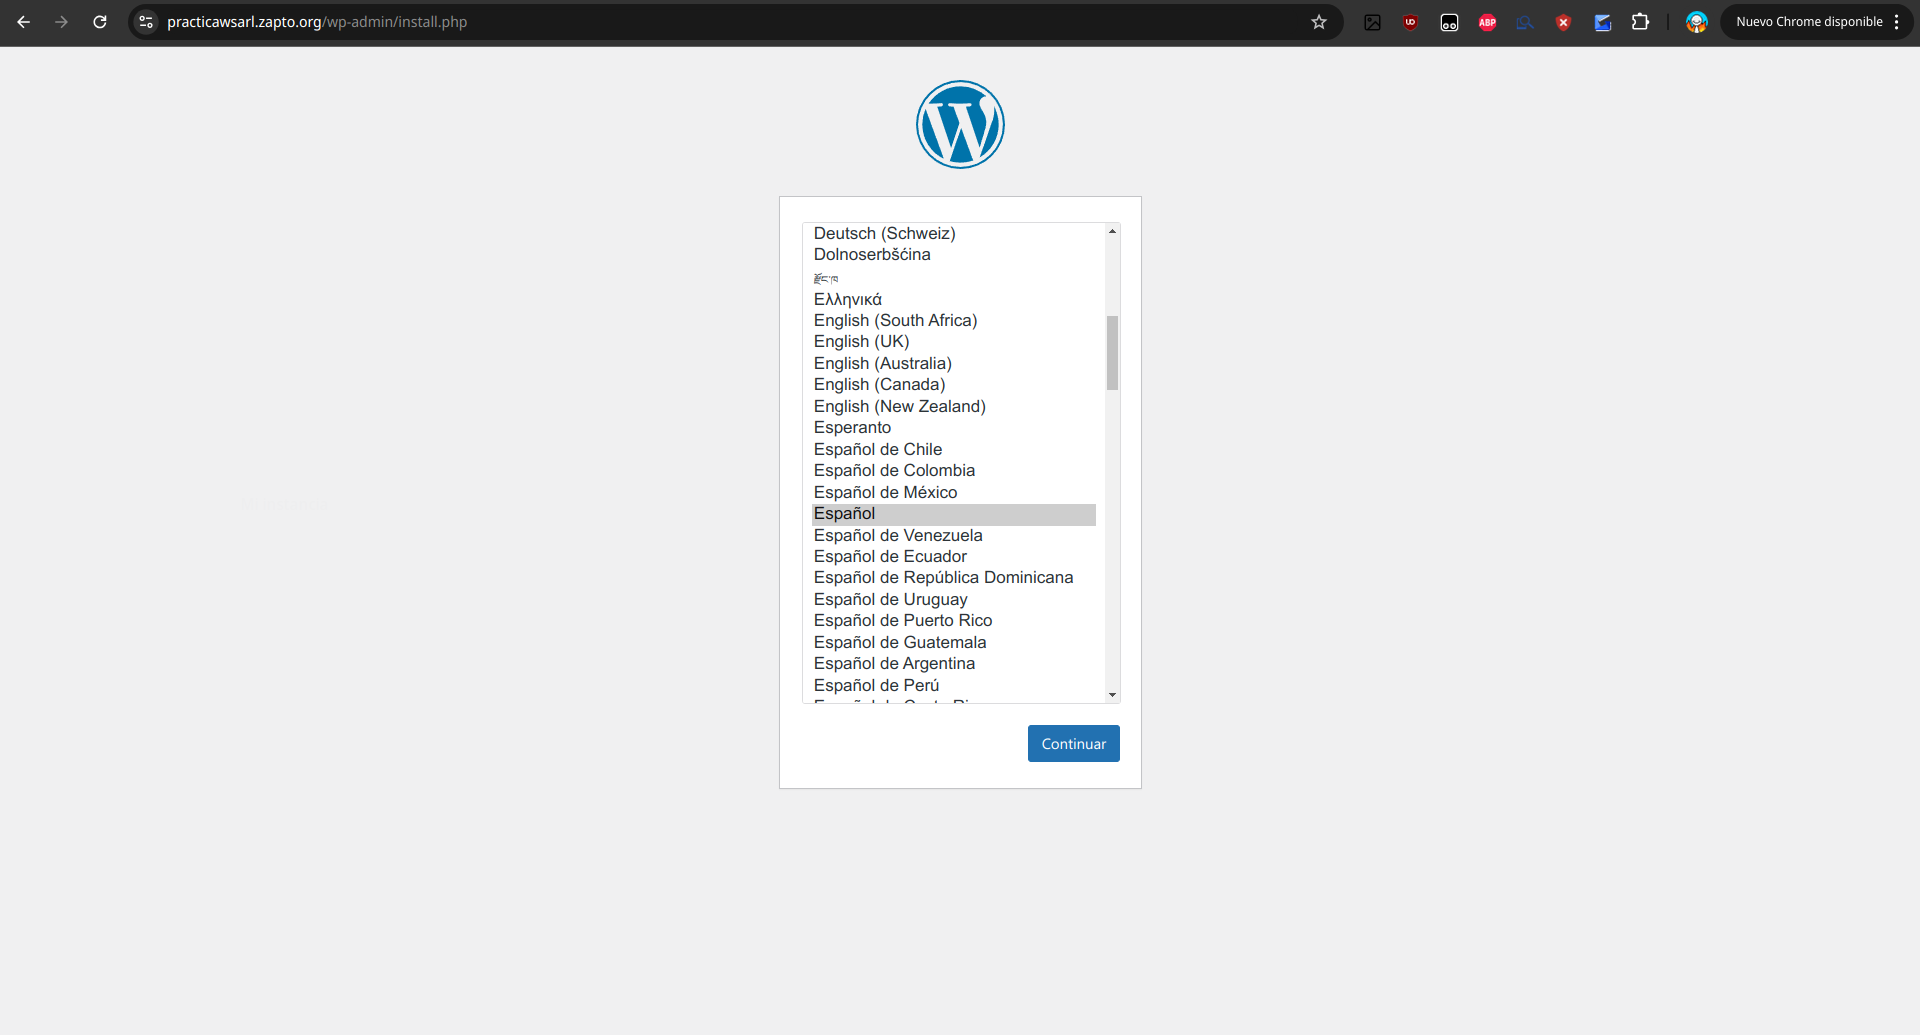 practicawsarl.zapto.org/wp-admin/install.php
Nuevo Chrome disponible
Deutsch (Schweiz)
Dolnoserbšćina
རྫོང་ཁ
Ελληνικά
English (South Africa)
English (UK)
English (Australia)
English (Canada)
English (New Zealand)
Esperanto
Español de Chile
Español de Colombia
Español de México
Español
Español de Venezuela
Español de Ecuador
Español de República Dominicana
Español de Uruguay
Español de Puerto Rico
Español de Guatemala
Español de Argentina
Español de Perú
Continuar